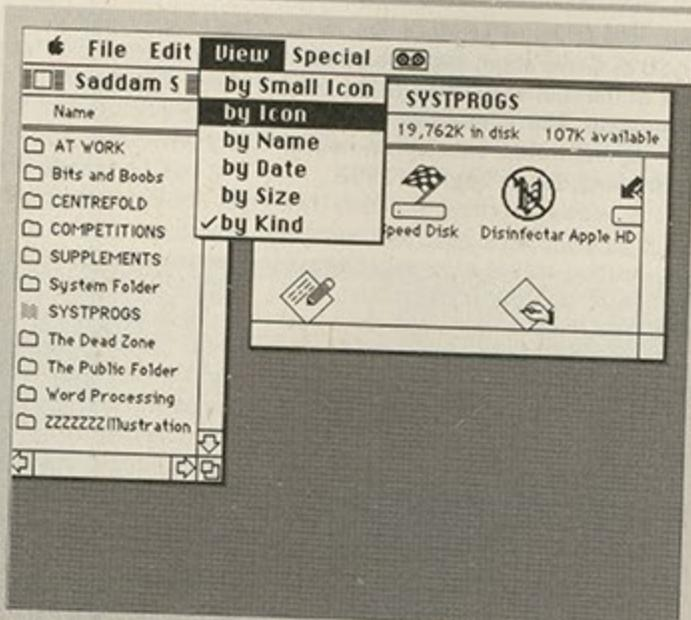 File Edit View Special
Saddam S
Name
AT WORK
Bits and Boobs
CENTREFOLD
COMPETITIONS
SUPPLEMENTS
System Folder
SYSTPROGS
The Dead Zone
The Public Folder
Word Processing
ZZZZZZZ Illustration
by Small Icon
by Icon
by Name
by Date
by Size
✓by Kind
SYSTPROGS
19,762K in disk 107K available
peed Disk Disinfectar Apple HD